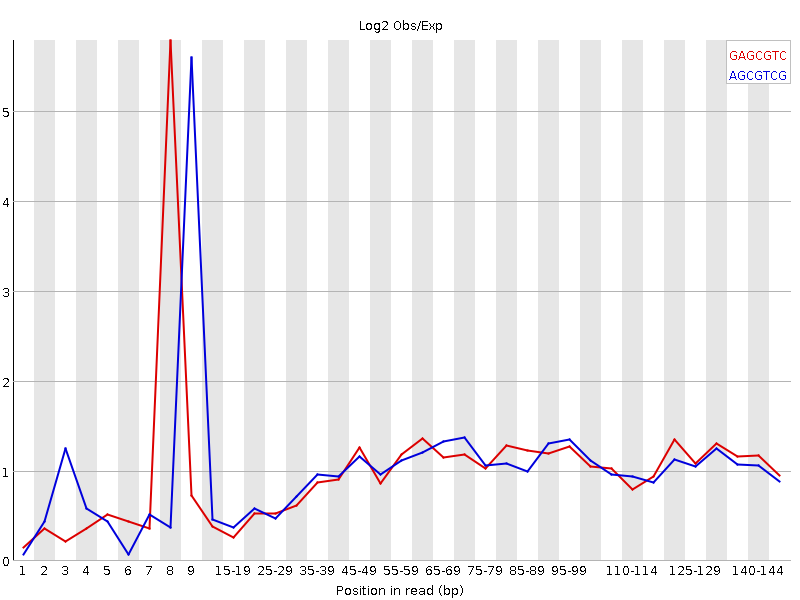 Log2 Obs/Exp
GAGCGTC
AGCGTCG
5
4
3
2
1
0
1 2 3 4 5 6 7 8 9 15-19 25-29 35-39 45-49 55-59 65-69 75-79 85-89 95-99 110-114 125-129 140-144
Position in read (bp)